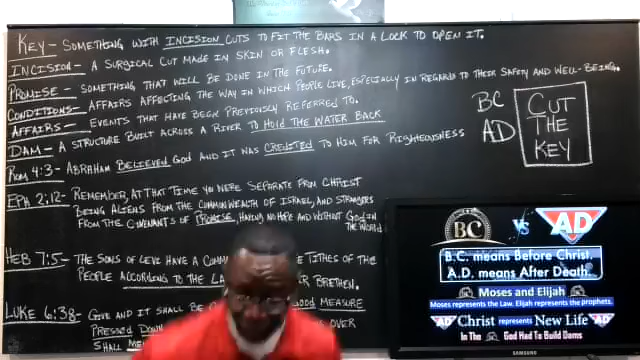 KEY- SOMETHING WITH INCISION CUTS TO FIT THE BARS IN A LOCK TO OPEN IT.
INCISION- A SURGICAL CUT MADE IN SKIN OR FLESH.
PROMISE- SOMETHING THAT WILL BE DONE IN THE FUTURE.
CONDITIONS- AFFAIRS AFFECTING THE WAY IN WHICH PEOPLE LIVE, ESPECIALLY IN REGARDS TO THEIR SAFETY AND WELL-BEING.
AFFAIRS- EVENTS THAT HAVE BEEN PREVIOUSLY REFERRED TO.
DAM- A STRUCTURE BUILT ACROSS A RIVER TO HOLD THE WATER BACK
ROM 4:3- ABRAHAM BELIEVED GOD AND IT WAS CREDITED TO HIM FOR RIGHTEOUSNESS
EPH 2:12- REMEMBER, AT THAT TIME YOU WERE SEPARATE FROM CHRIST
BEING ALIENS FROM THE COMMONWEALTH OF ISRAEL, AND STRANGERS
FROM THE COVENANTS OF PROMISE, HAVING NO HOPE AND WITHOUT GOD IN
THE WORLD
HEB 7:5- THE SONS OF LEVI HAVE A TITHES OF THE
PEOPLE ACCORDING TO THE BRETHEN.
LUKE 6:38- GIVE AND IT SHALL BE GOOD MEASURE
PRESSED DOWN OVER
SHALL
BC
AD
CUT
THE
KEY
BC VS AD
B.C. means Before Christ.
A.D. means After Death
Moses and Elijah
Moses represents the Law. Elijah represents the prophets.
AD Christ represents New Life AD
In The BC God Had To Build Dams
SAMSUNG